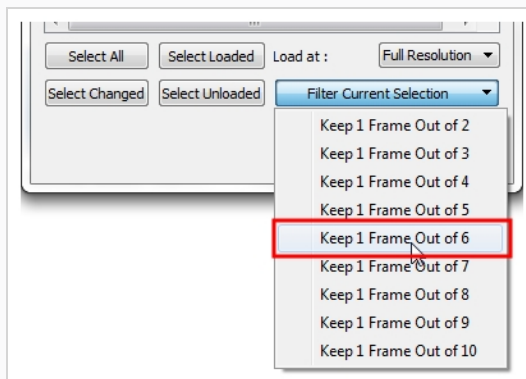 Select All Select Loaded Load at : Full Resolution
Select Changed Select Unloaded Filter Current Selection
Keep 1 Frame Out of 2
Keep 1 Frame Out of 3
Keep 1 Frame Out of 4
Keep 1 Frame Out of 5
Keep 1 Frame Out of 6
Keep 1 Frame Out of 7
Keep 1 Frame Out of 8
Keep 1 Frame Out of 9
Keep 1 Frame Out of 10